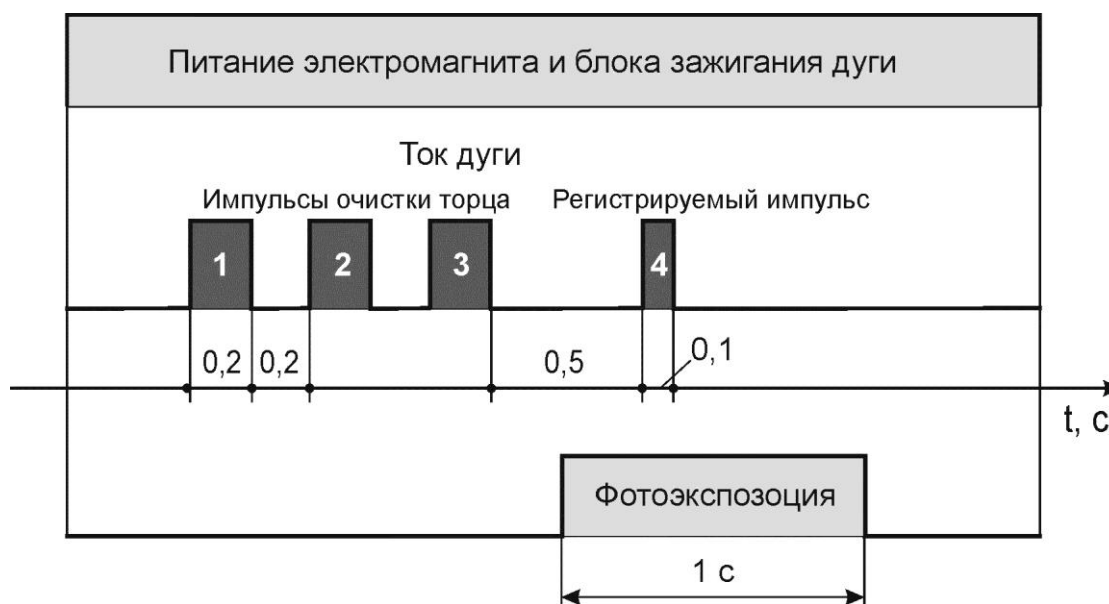 Питание электромагнита и блока зажигания дуги
Ток дуги
Импульсы очистки торца
Регистрируемый импульс
1
2
3
4
0,2
0,2
0,5
0,1
t, с
Фотоэкспозоция
1 с